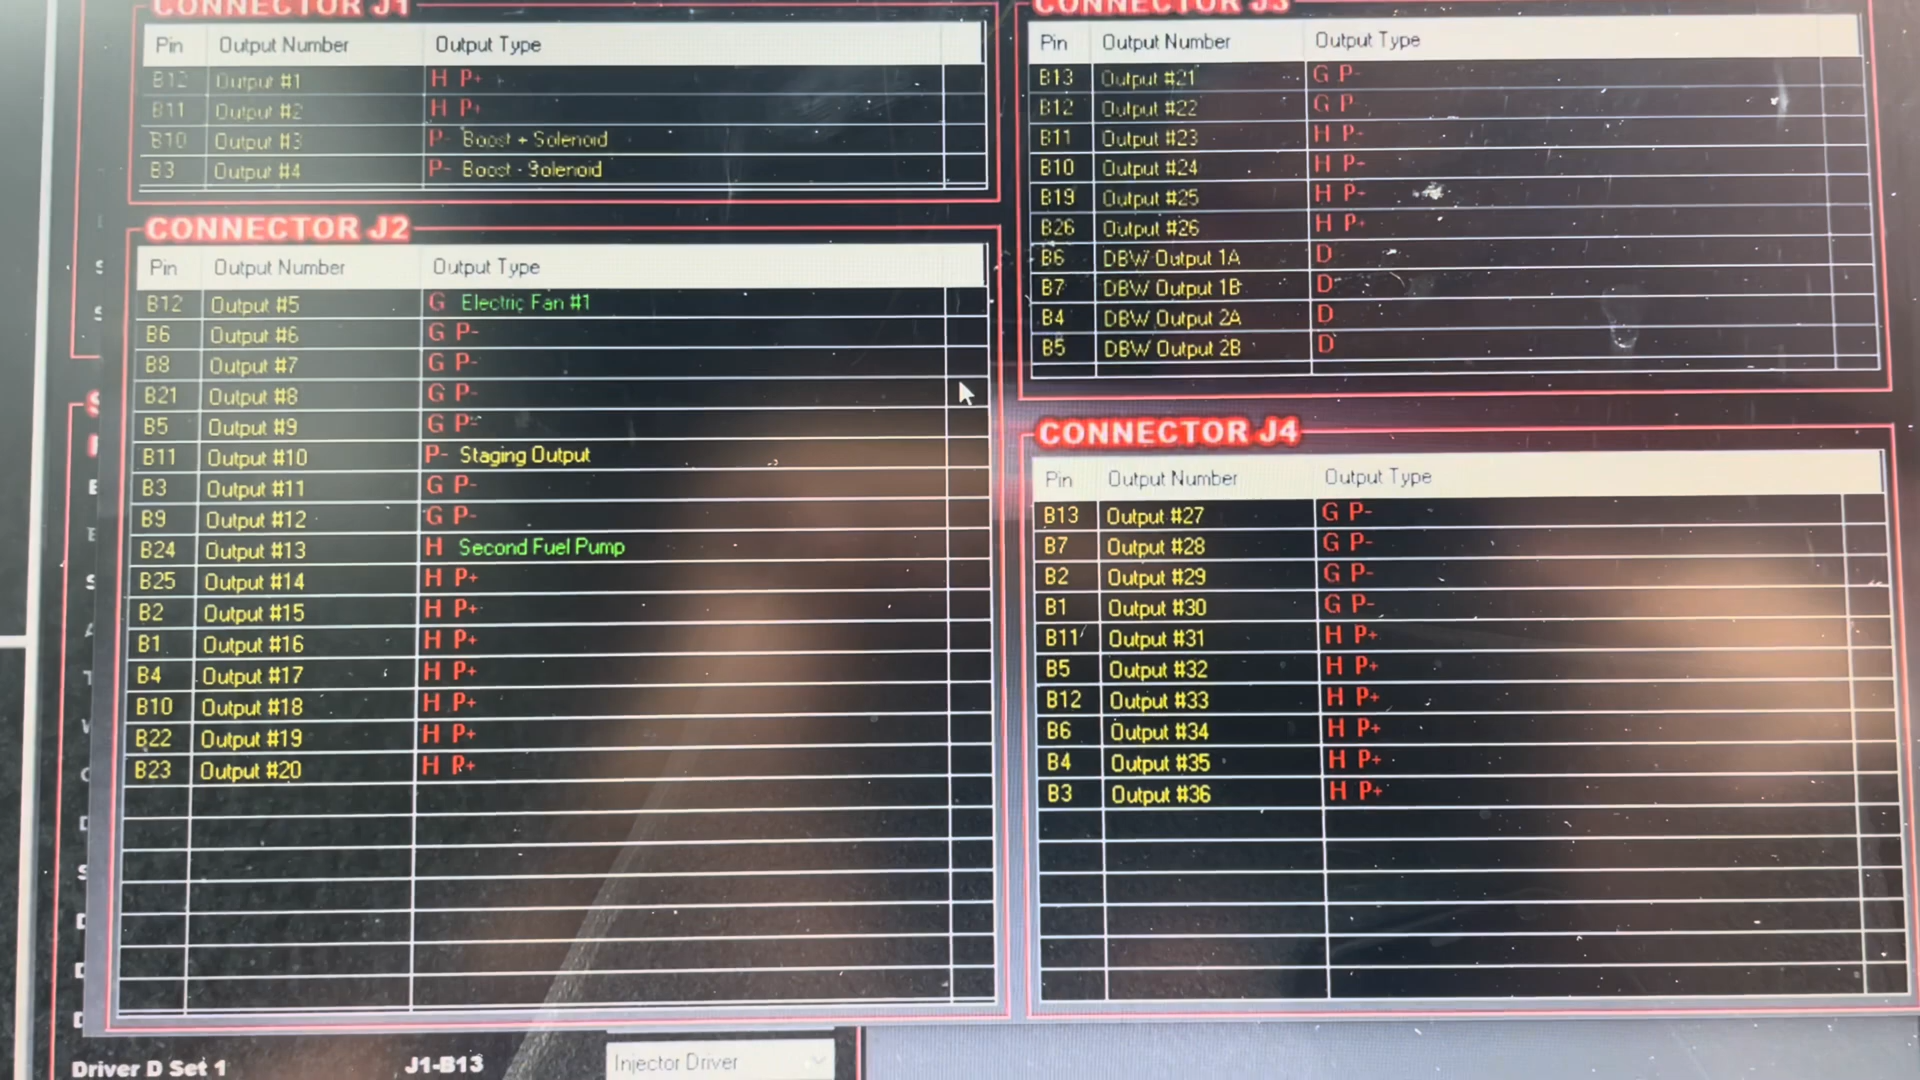 CONNECTOR J1
Pin Output Number Output Type
B12 Output #1 H P+
B11 Output #2 H P+
B10 Output #3 P- Boost + Solenoid
B3 Output #4 P- Boost - Solenoid
CONNECTOR J2
Pin Output Number Output Type
B12 Output #5 G Electric Fan #1
B6 Output #6 G P-
B8 Output #7 G P-
B21 Output #8 G P-
B5 Output #9 G P-
B11 Output #10 P- Staging Output
B3 Output #11 G P-
B9 Output #12 G P-
B24 Output #13 H Second Fuel Pump
B25 Output #14 H P+
B2 Output #15 H P+
B1 Output #16 H P+
B4 Output #17 H P+
B10 Output #18 H P+
B22 Output #19 H P+
B23 Output #20 H P+
CONNECTOR J3
Pin Output Number Output Type
B13 Output #21 G P-
B12 Output #22 G P-
B11 Output #23 H P-
B10 Output #24 H P-
B19 Output #25 H P-
B26 Output #26 H P+
B6 DBW Output 1A D
B7 DBW Output 1B D
B4 DBW Output 2A D
B5 DBW Output 2B D
CONNECTOR J4
Pin Output Number Output Type
B13 Output #27 G P-
B7 Output #28 G P-
B2 Output #29 G P-
B1 Output #30 G P-
B11 Output #31 H P+
B5 Output #32 H P+
B12 Output #33 H P+
B6 Output #34 H P+
B4 Output #35 H P+
B3 Output #36 H P+
Driver D Set 1 J1-B13 Injector Driver